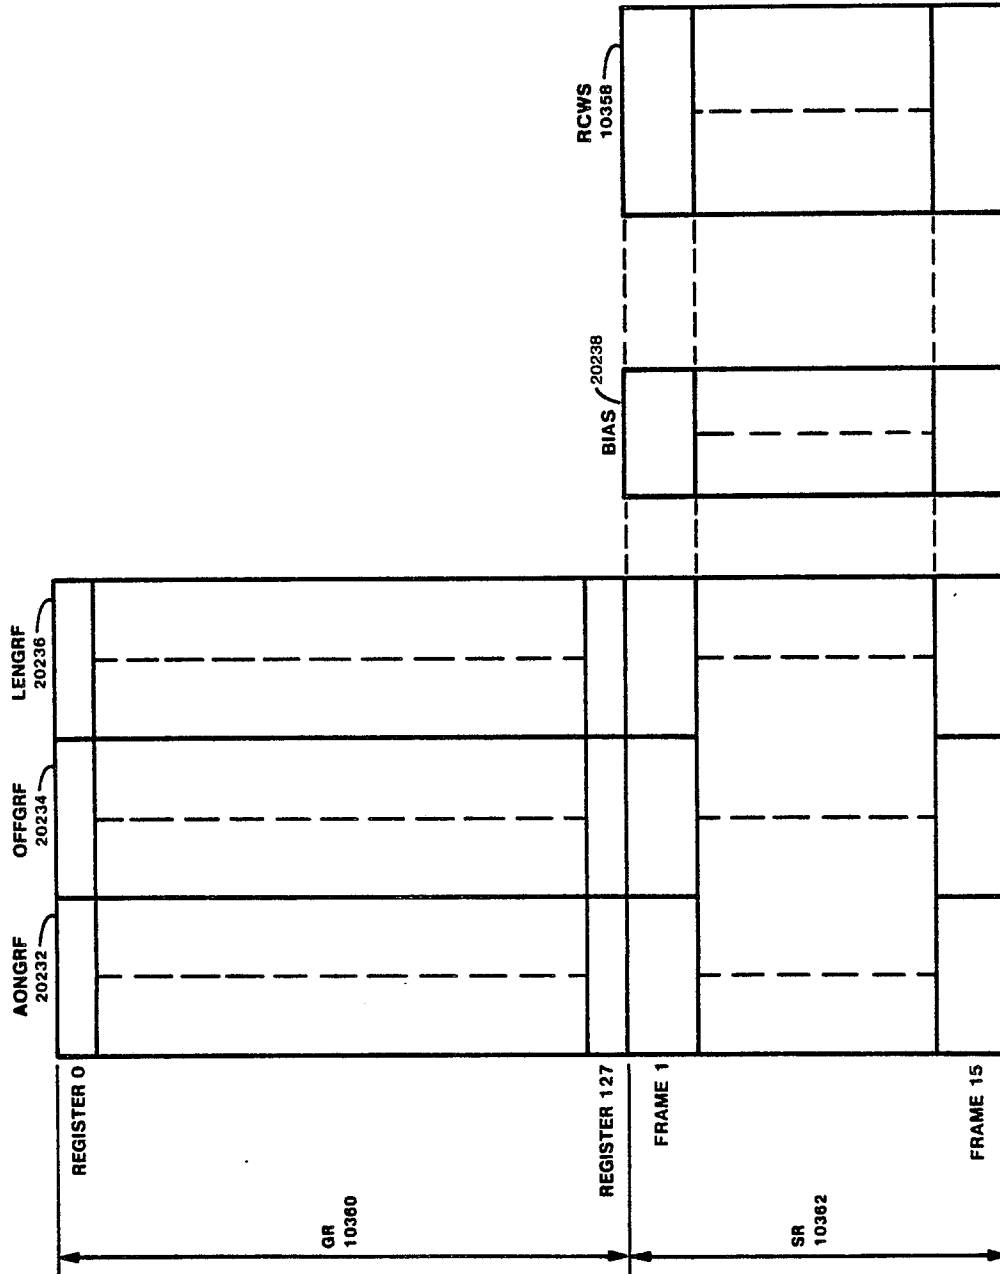 AONGRF
20232
OFFGRF
20234
LENGRF
20236
BIAS
20238
RCWS
10358
REGISTER 0
GR
10360
REGISTER 127
FRAME 1
SR
10362
FRAME 15